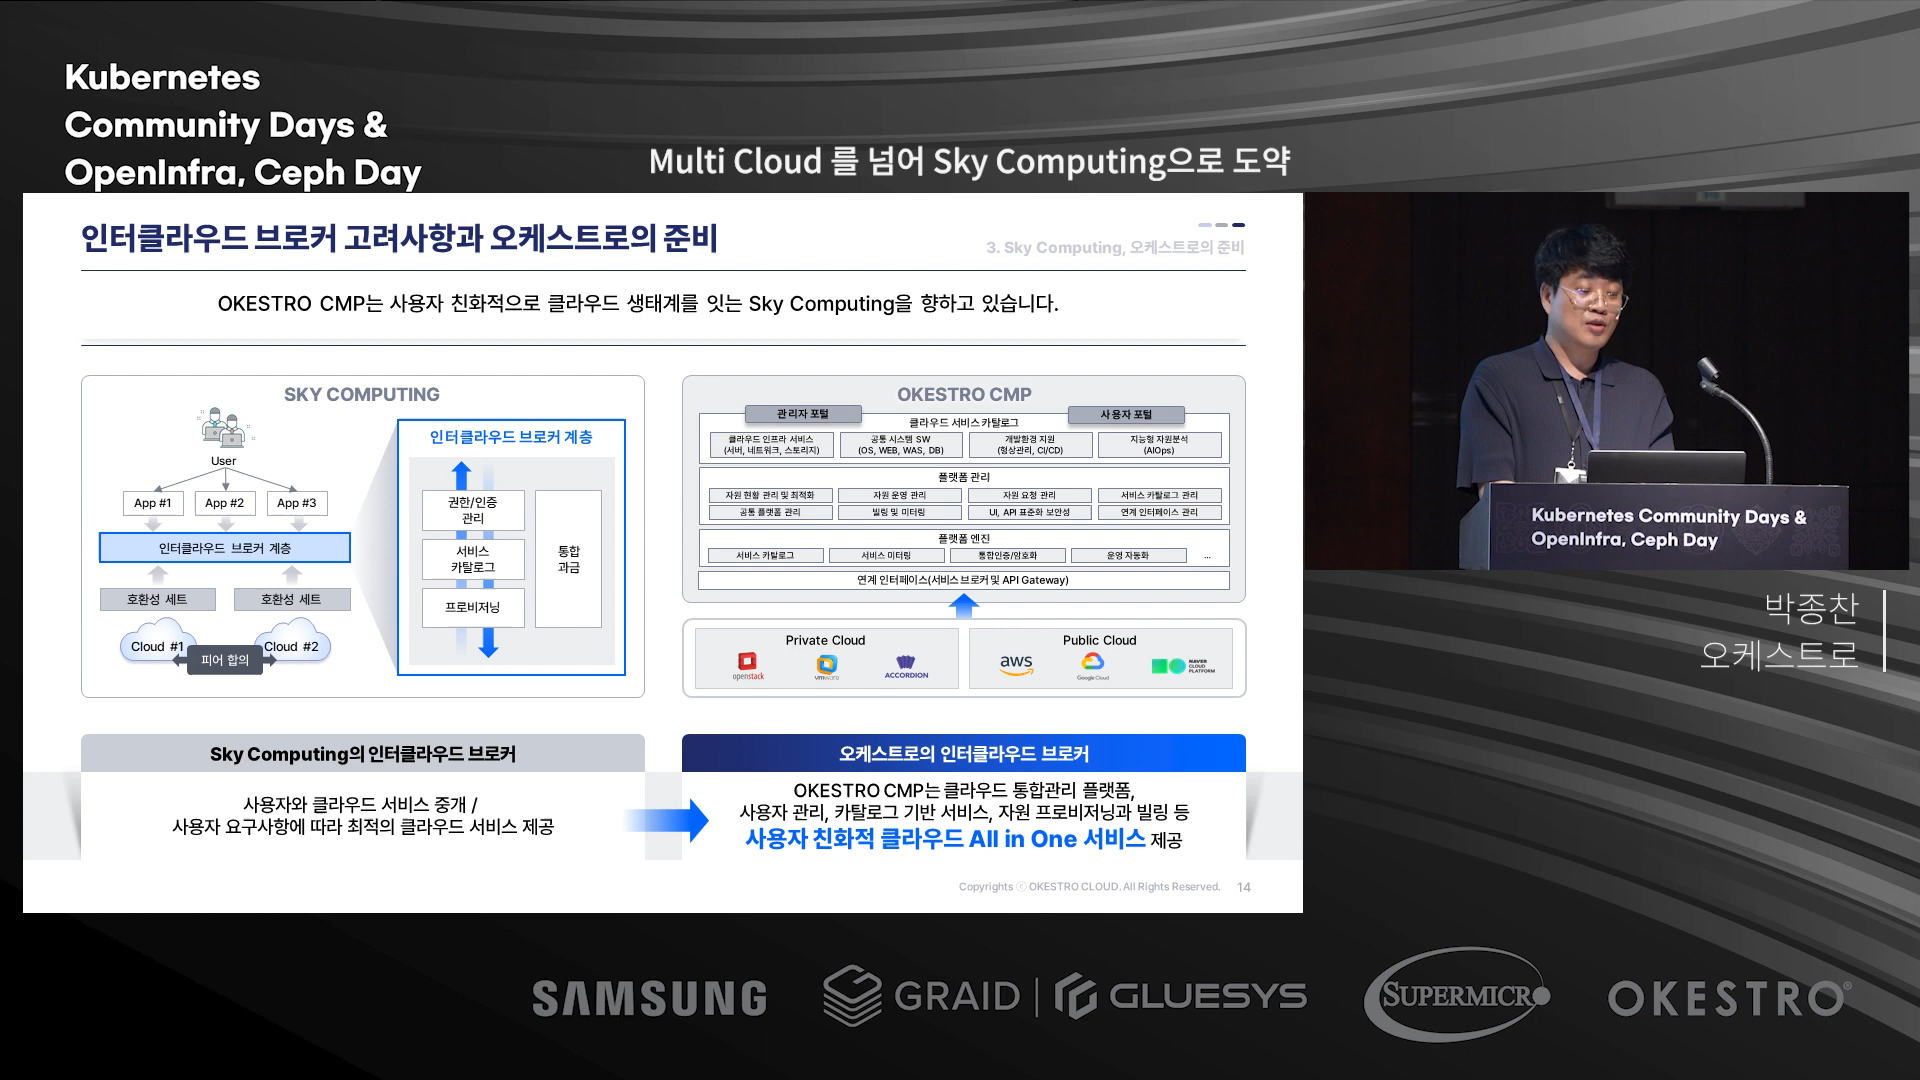 Kubernetes
Community Days &
OpenInfra, Ceph Day
Multi Cloud 를 넘어 Sky Computing으로 도약
인터클라우드 브로커 고려사항과 오케스트로의 준비
3. Sky Computing, 오케스트로의 준비
OKESTRO CMP는 사용자 친화적으로 클라우드 생태계를 잇는 Sky Computing을 향하고 있습니다.
SKY COMPUTING
User
App #1
App #2
App #3
인터클라우드 브로커 계층
호환성 세트
호환성 세트
Cloud #1
Cloud #2
피어 합의
인터클라우드 브로커 계층
권한/인증
관리
서비스
카탈로그
프로비저닝
통합
과금
OKESTRO CMP
관리자 포털
사용자 포털
클라우드 서비스 카탈로그
클라우드 인프라 서비스
(서버, 네트워크, 스토리지)
공통 시스템 SW
(OS, WEB, WAS, DB)
개발환경 지원
(형상관리, CI/CD)
지능형 자원분석
(AIOps)
플랫폼 관리
자원 현황 관리 및 최적화
자원 운영 관리
자원 요청 관리
서비스 카탈로그 관리
공통 플랫폼 관리
빌링 및 미터링
UI, API 표준화 보안성
연계 인터페이스 관리
플랫폼 엔진
서비스 카탈로그
서비스 미터링
통합인증/암호화
운영 자동화
...
연계 인터페이스(서비스 브로커 및 API Gateway)
Private Cloud
openstack
vmware
ACCORDION
Public Cloud
aws
Google Cloud
NAVER
CLOUD
PLATFORM
Sky Computing의 인터클라우드 브로커
사용자와 클라우드 서비스 중개 /
사용자 요구사항에 따라 최적의 클라우드 서비스 제공
오케스트로의 인터클라우드 브로커
OKESTRO CMP는 클라우드 통합관리 플랫폼,
사용자 관리, 카탈로그 기반 서비스, 자원 프로비저닝과 빌링 등
사용자 친화적 클라우드 All in One 서비스 제공
Copyrights ⓒ OKESTRO CLOUD. All Rights Reserved.
14
Kubernetes Community Days &
OpenInfra, Ceph Day
박종찬
오케스트로
SAMSUNG
GRAID | GLUESYS
SUPERMICRO
OKESTRO®